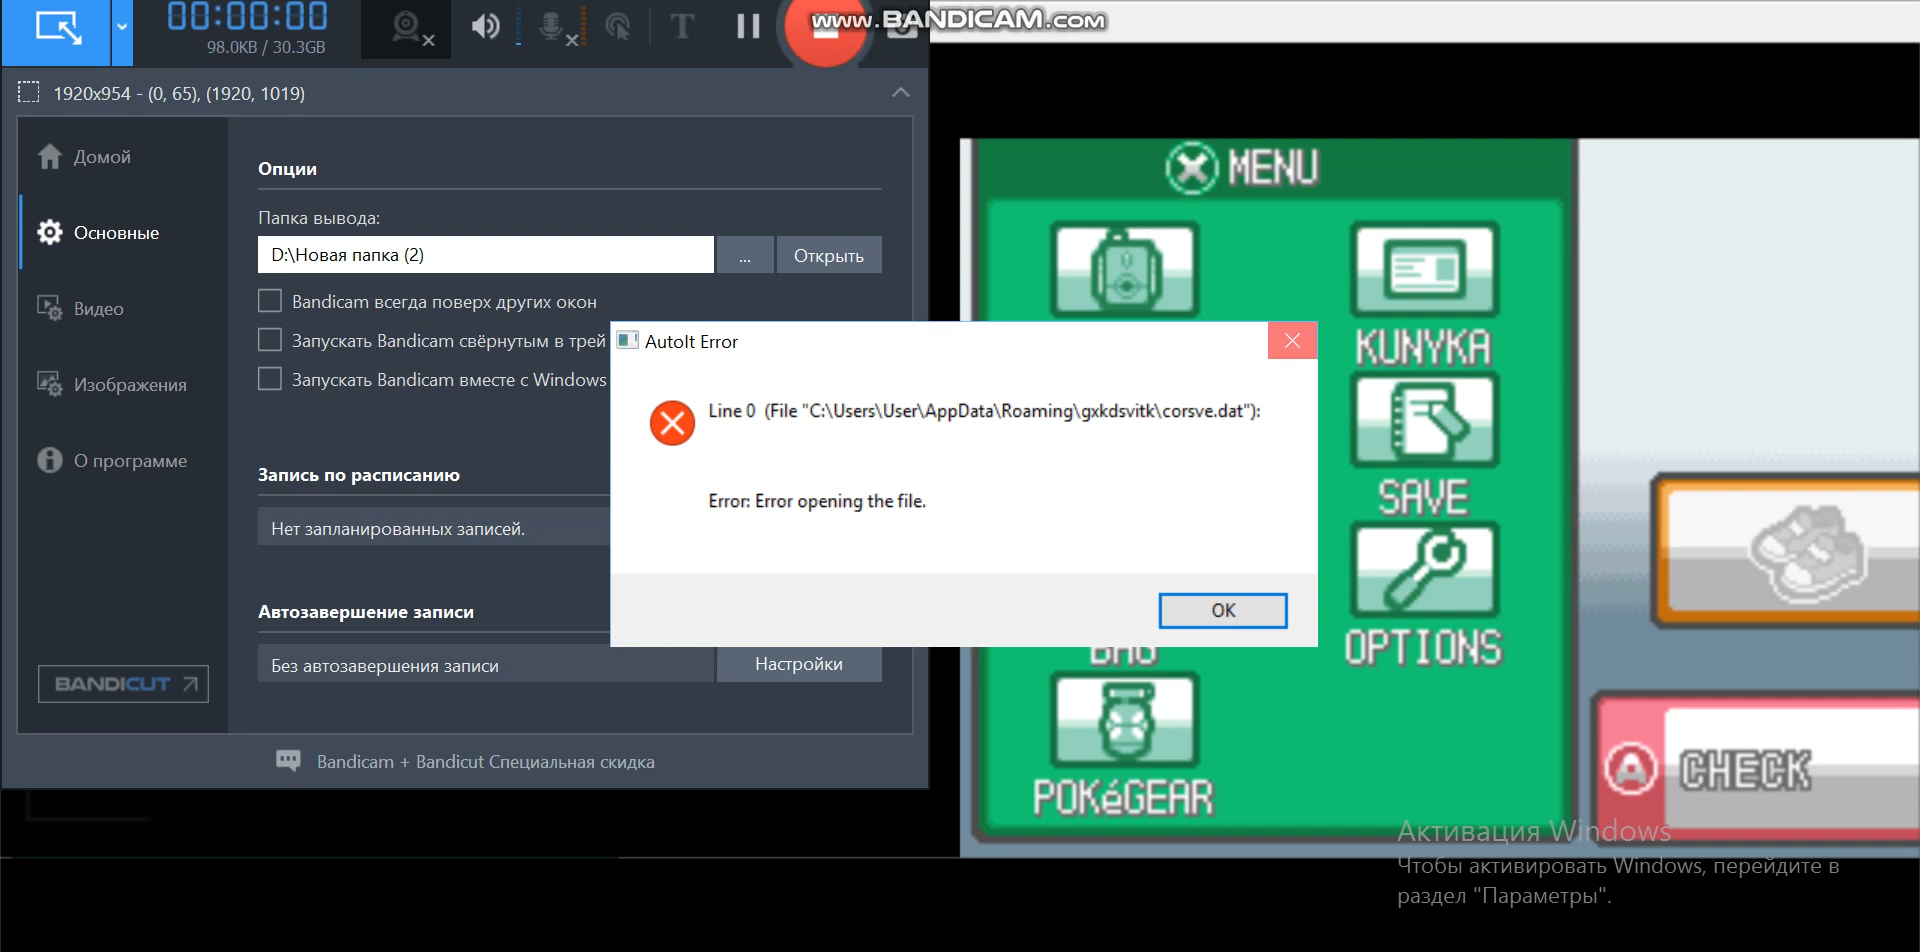 00:00:00
98.0KB / 30.3GB
T
www.BANDICAM.com
1920x954 - (0, 65), (1920, 1019)
Домой
Основные
Видео
Изображения
О программе
BANDICUT
Опции
Папка вывода:
D:\Новая папка (2)
...
Открыть
Bandicam всегда поверх других окон
Запускать Bandicam свёрнутым в трей
Запускать Bandicam вместе с Windows
Запись по расписанию
Нет запланированных записей.
Автозавершение записи
Без автозавершения записи
Настройки
Bandicam + Bandicut Специальная скидка
AutoIt Error
Line 0 (File "C:\Users\User\AppData\Roaming\gxkdsvitk\corsve.dat"):
Error: Error opening the file.
OK
MENU
KUNYKA
SAVE
BAG
OPTIONS
POKéGEAR
A CHECK
Активация Windows
Чтобы активировать Windows, перейдите в
раздел "Параметры".